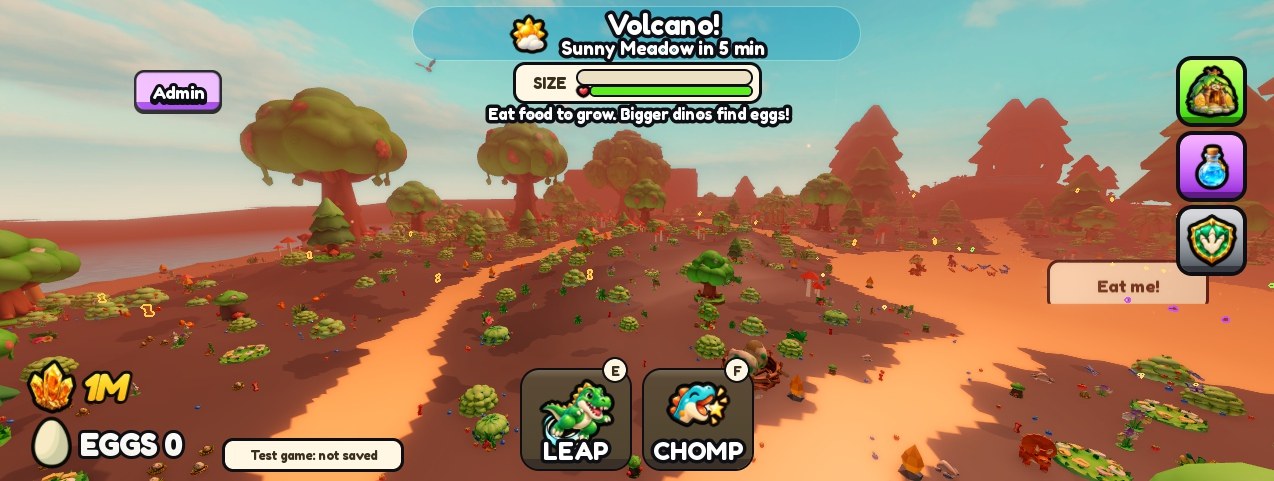 Volcano!
Sunny Meadow in 5 min
Admin
SIZE
Eat food to grow. Bigger dinos find eggs!
Eat me!
1M
E
F
EGGS 0
LEAP
CHOMP
Test game: not saved